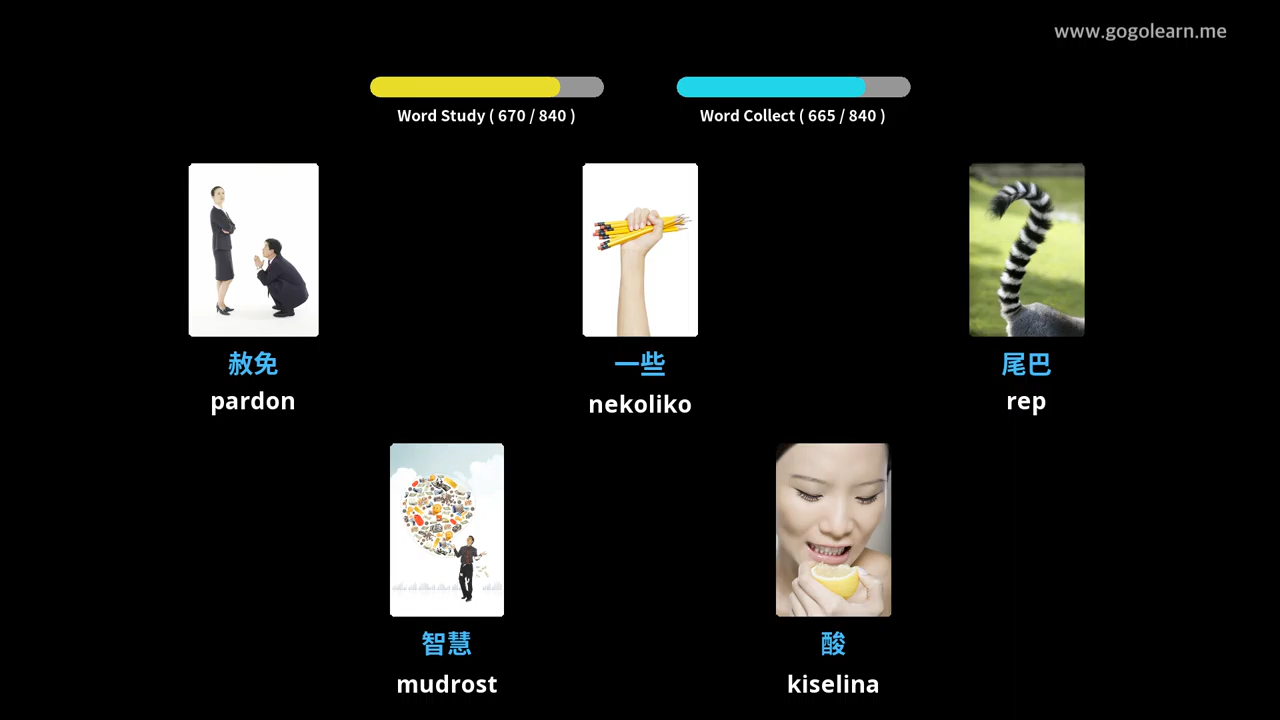 www.gogolearn.me
Word Study ( 670 / 840 )
Word Collect ( 665 / 840 )
赦免
pardon
一些
nekoliko
尾巴
rep
智慧
mudrost
酸
kiselina